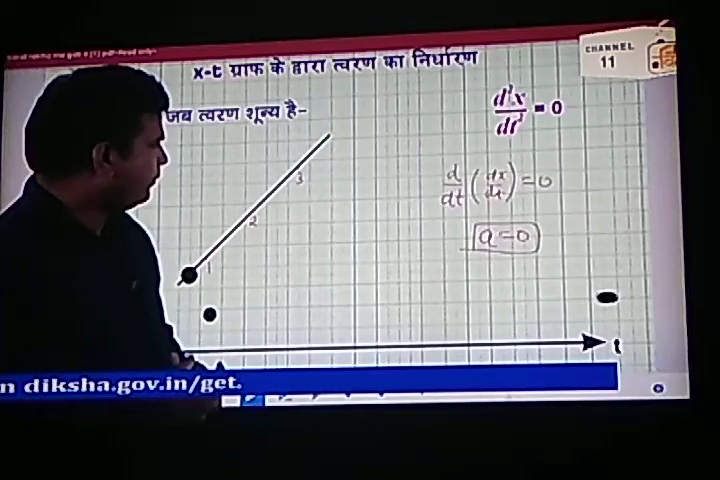 CHANNEL
11
x-t ग्राफ के द्वारा त्वरण का निर्धारण
जब त्वरण शून्य है-
d²x/dt² = 0
d/dt (dx/dt) = 0
a = 0
3
2
1
t
n diksha.gov.in/get.